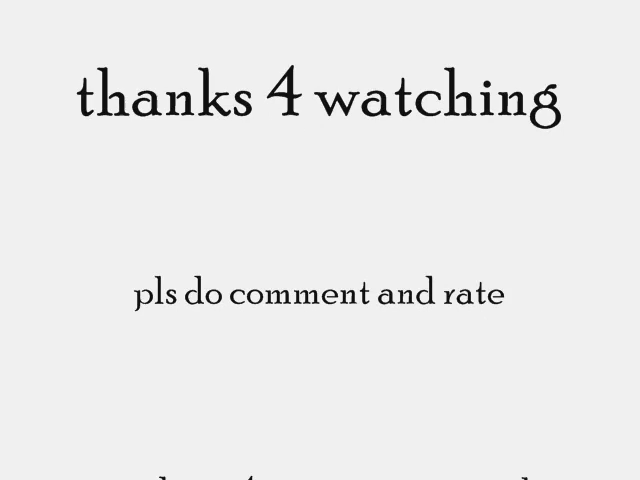 thanks 4 watching
pls do comment and rate